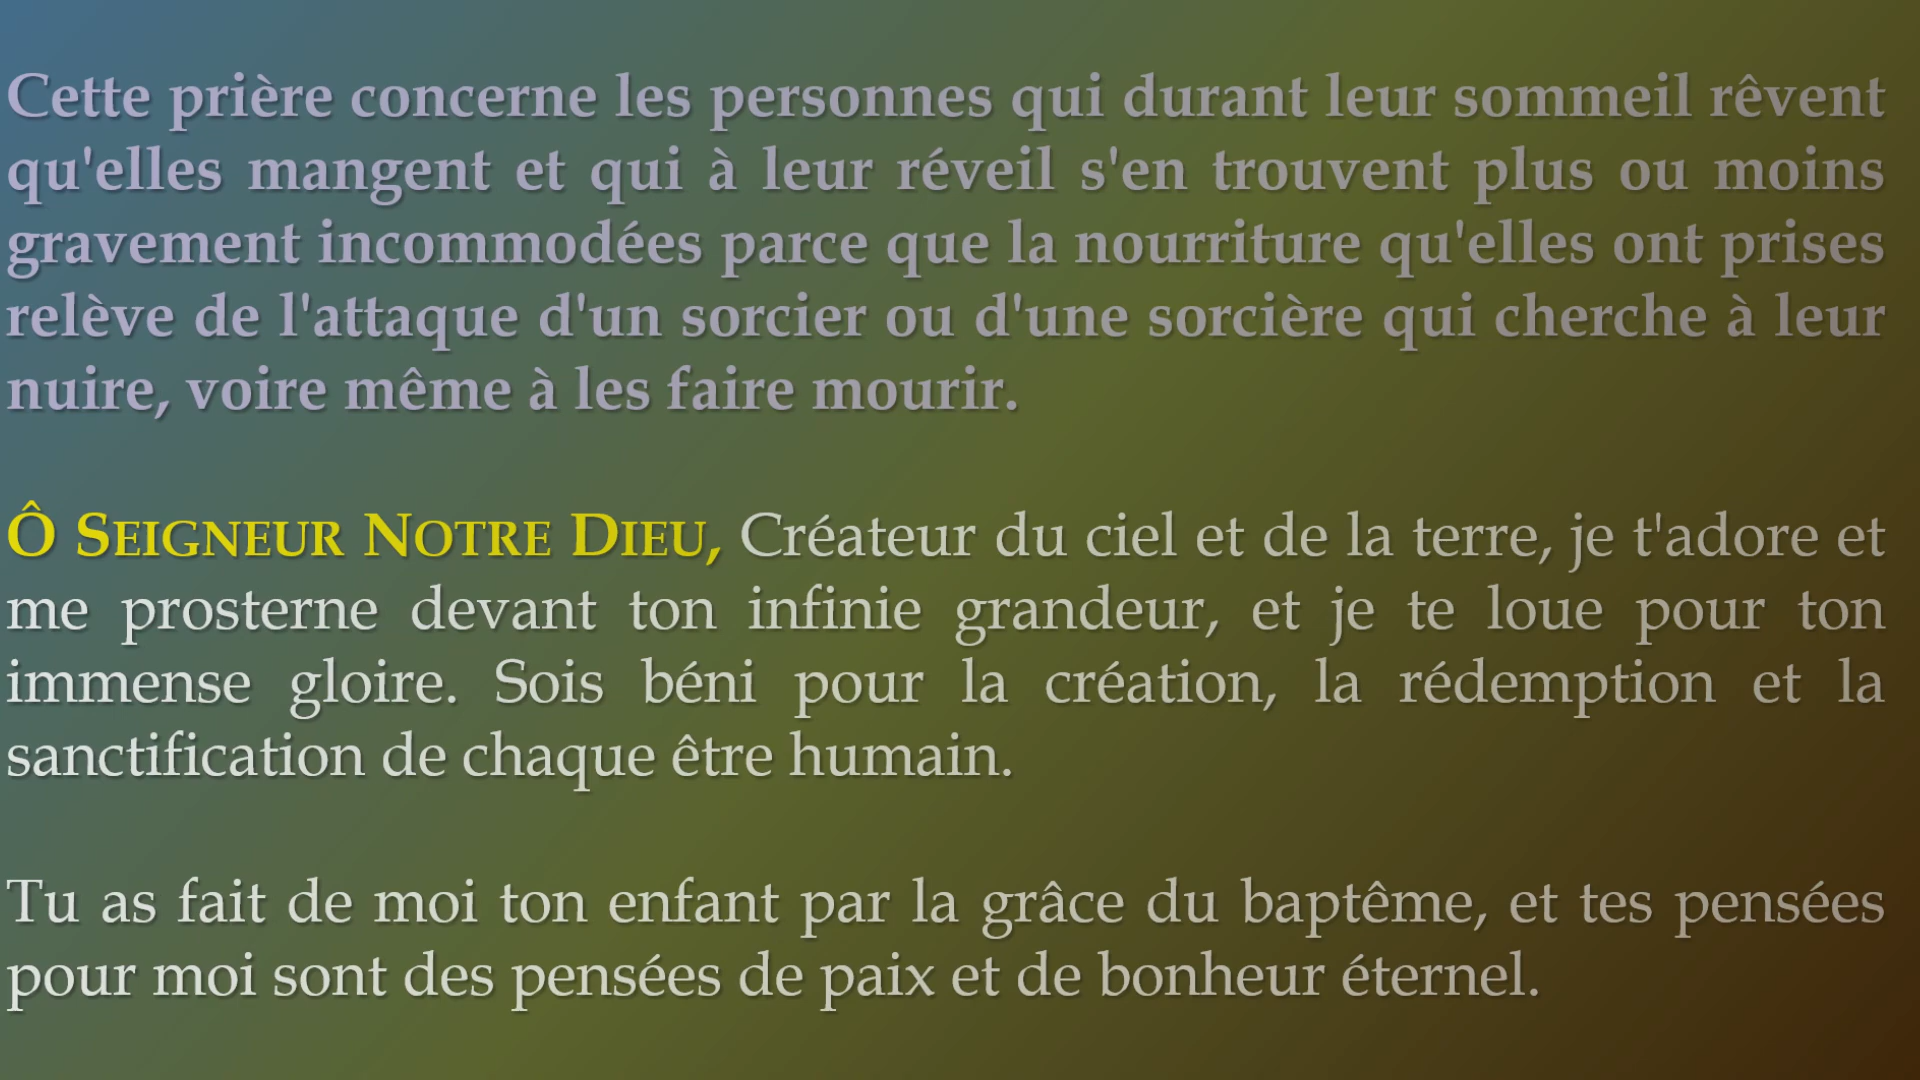 Cette prière concerne les personnes qui durant leur sommeil rêvent
qu'elles mangent et qui à leur réveil s'en trouvent plus ou moins
gravement incommodées parce que la nourriture qu'elles ont prises
relève de l'attaque d'un sorcier ou d'une sorcière qui cherche à leur
nuire, voire même à les faire mourir.
Ô SEIGNEUR NOTRE DIEU, Créateur du ciel et de la terre, je t'adore et
me prosterne devant ton infinie grandeur, et je te loue pour ton
immense gloire. Sois béni pour la création, la rédemption et la
sanctification de chaque être humain.
Tu as fait de moi ton enfant par la grâce du baptême, et tes pensées
pour moi sont des pensées de paix et de bonheur éternel.